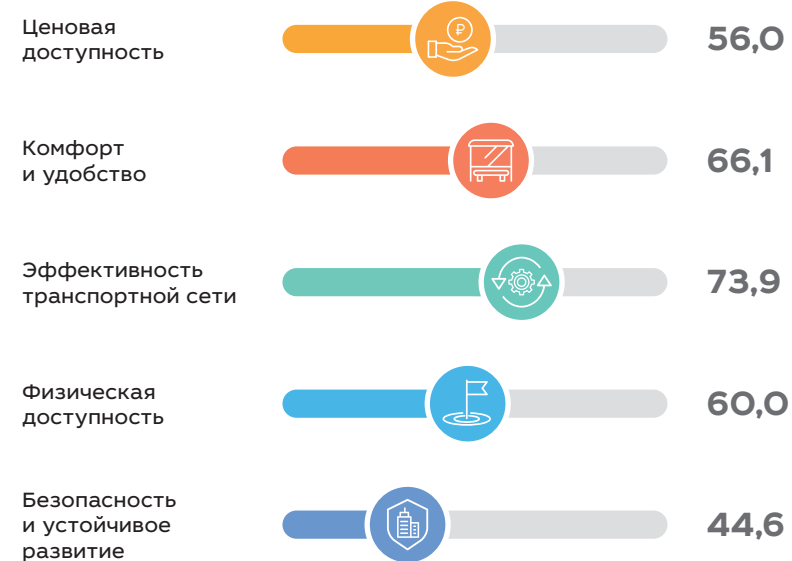 Ценовая
доступность
56,0
₽
Комфорт
и удобство
66,1
Эффективность
транспортной сети
73,9
Физическая
доступность
60,0
Безопасность
и устойчивое
развитие
44,6